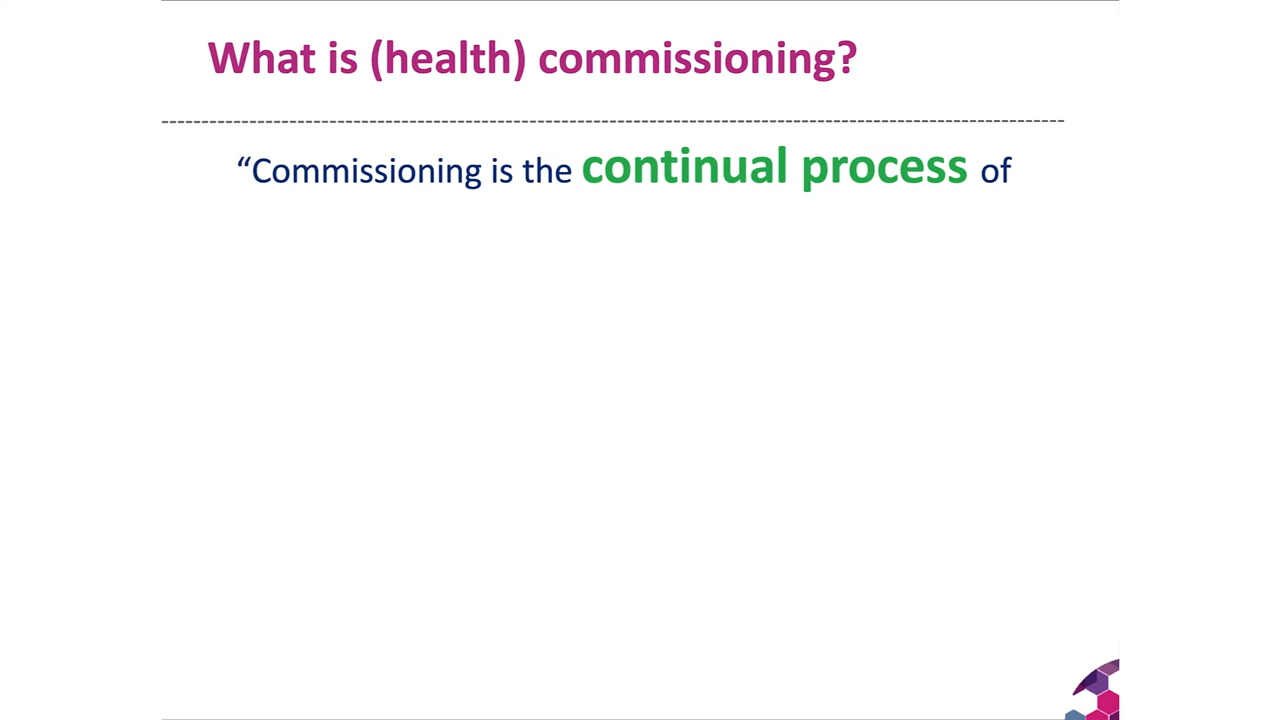 What is (health) commissioning?
“Commissioning is the continual process of